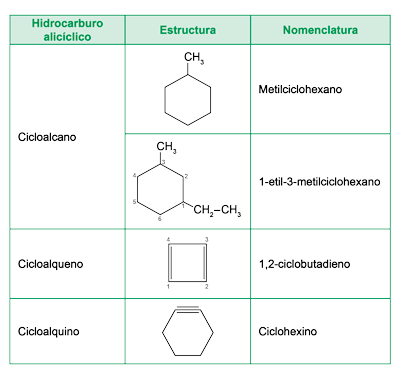 Hidrocarburo
alicíclico
Estructura
Nomenclatura
Cicloalcano
CH3
Metilciclohexano
CH3
3
4
2
5
1
6
CH2–CH3
1-etil-3-metilciclohexano
Cicloalqueno
4 3
1 2
1,2-ciclobutadieno
Cicloalquino
Ciclohexino